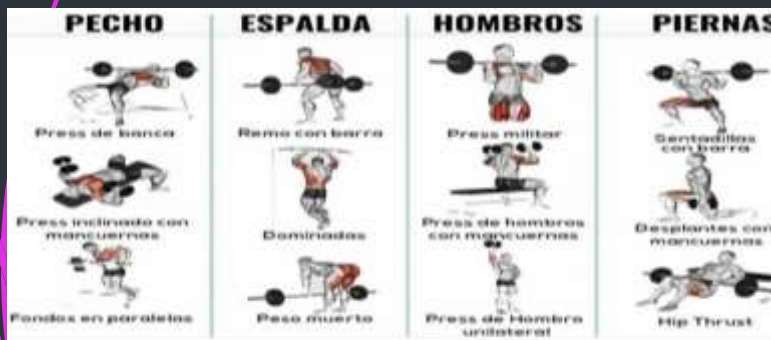 PECHO
ESPALDA
HOMBROS
PIERNAS
Press de banca
Remo con barra
Press militar
Sentadillas
con barra
Press inclinado con
mancuernas
Dominadas
Press de hombros
con mancuernas
Desplantes con
mancuernas
Fondos en paralelas
Peso muerto
Press de Hombro
unilateral
Hip Thrust